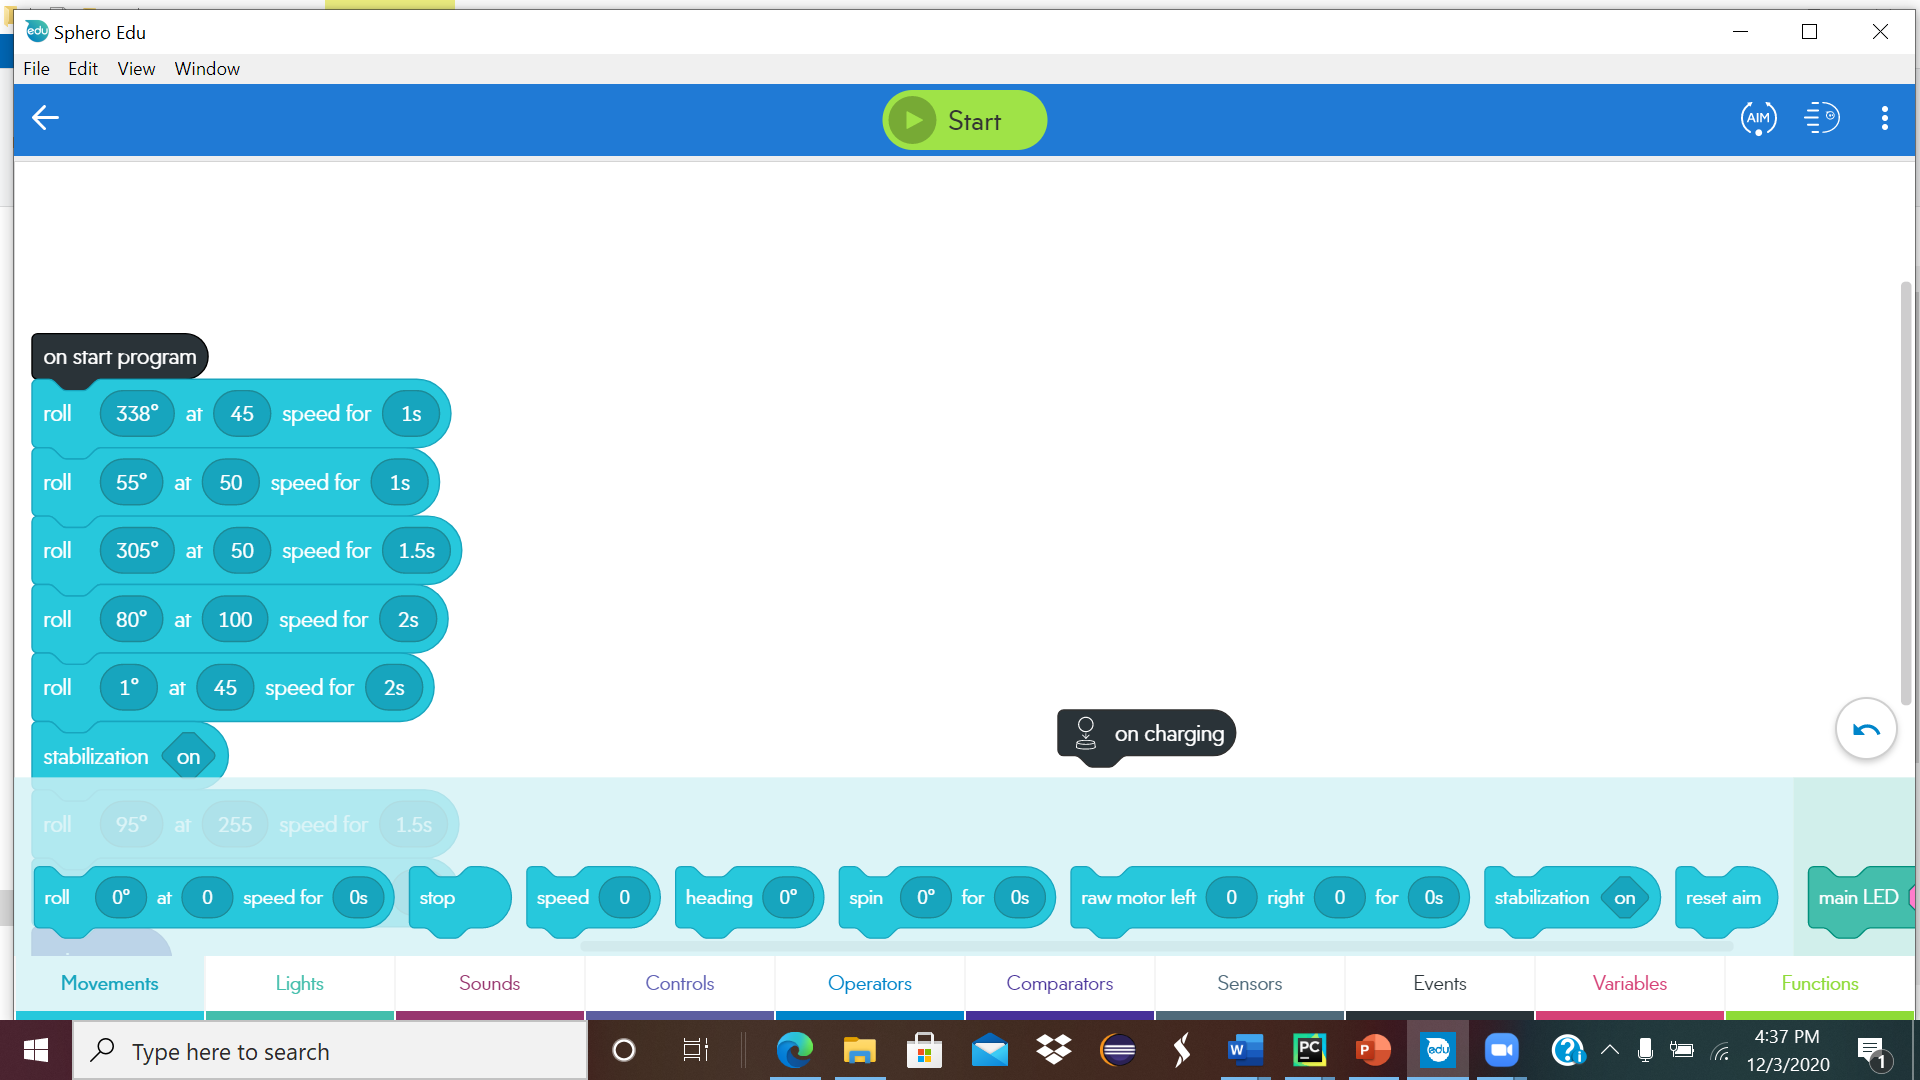 edu Sphero Edu
File Edit View Window
Start
AIM
on start program
roll 338° at 45 speed for 1s
roll 55° at 50 speed for 1s
roll 305° at 50 speed for 1.5s
roll 80° at 100 speed for 2s
roll 1° at 45 speed for 2s
on charging
stabilization on
roll 95° at 255 speed for 1.5s
roll 0° at 0 speed for 0s stop speed 0 heading 0° spin 0° for 0s raw motor left 0 right 0 for 0s stabilization on reset aim main LED
Movements Lights Sounds Controls Operators Comparators Sensors Events Variables Functions
Type here to search W PC P edu ? 4:37 PM
12/3/2020 1